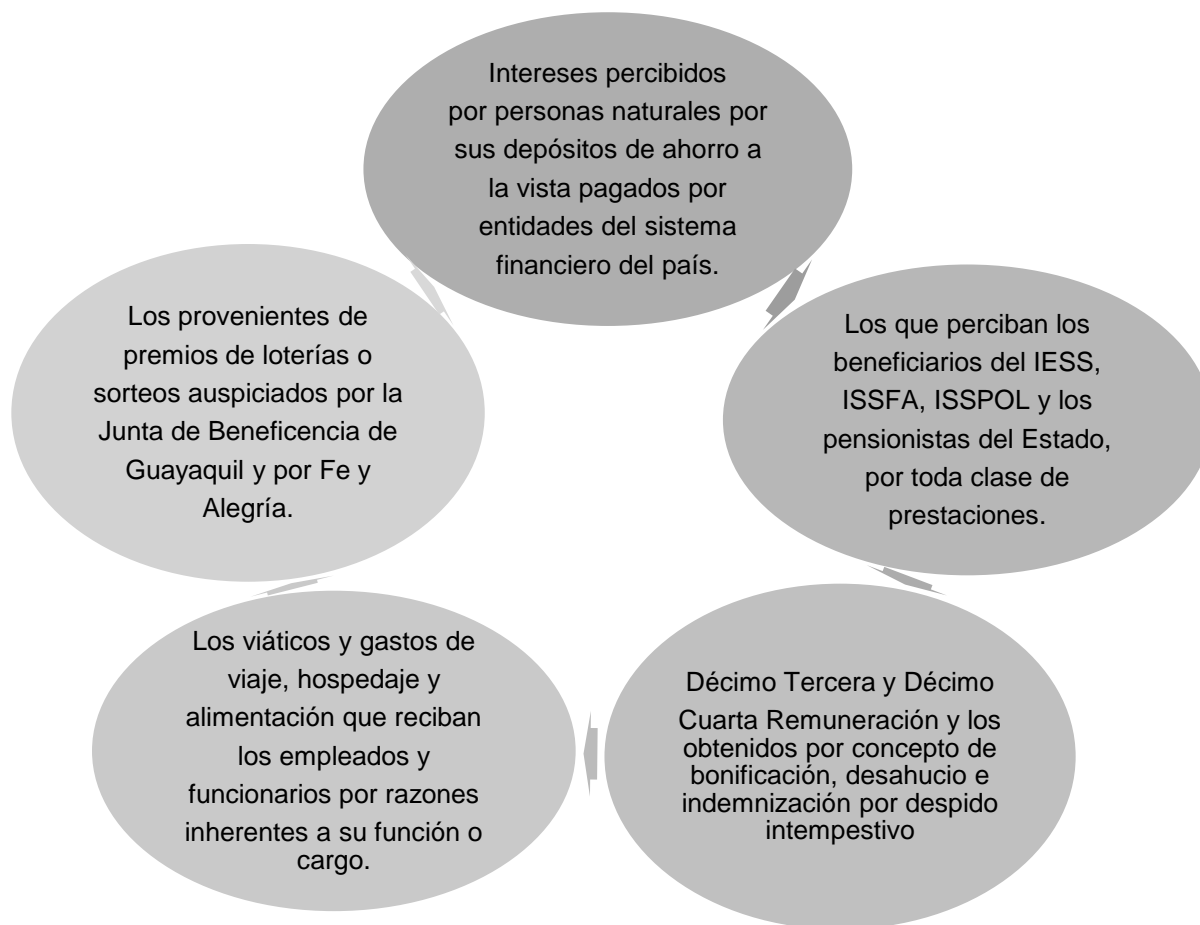 Intereses percibidos
por personas naturales por
sus depósitos de ahorro a
la vista pagados por
entidades del sistema
financiero del país.
Los que perciban los
beneficiarios del IESS,
ISSFA, ISSPOL y los
pensionistas del Estado,
por toda clase de
prestaciones.
Décimo Tercera y Décimo
Cuarta Remuneración y los
obtenidos por concepto de
bonificación, desahucio e
indemnización por despido
intempestivo
Los viáticos y gastos de
viaje, hospedaje y
alimentación que reciban
los empleados y
funcionarios por razones
inherentes a su función o
cargo.
Los provenientes de
premios de loterías o
sorteos auspiciados por la
Junta de Beneficencia de
Guayaquil y por Fe y
Alegría.